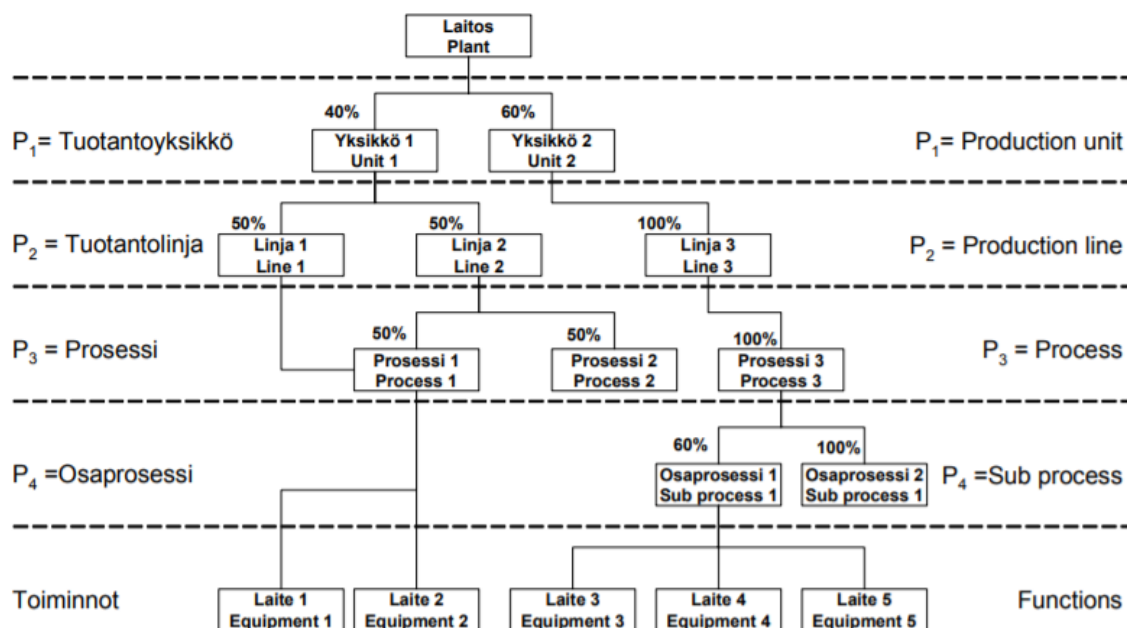 Laitos
Plant
40% 60%
P₁= Tuotantoyksikkö
Yksikkö 1
Unit 1
Yksikkö 2
Unit 2
P₁= Production unit
50% 50% 100%
P₂ = Tuotantolinja
Linja 1
Line 1
Linja 2
Line 2
Linja 3
Line 3
P₂ = Production line
50% 50% 100%
P₃ = Prosessi
Prosessi 1
Process 1
Prosessi 2
Process 2
Prosessi 3
Process 3
P₃ = Process
60% 100%
P₄ =Osaprosessi
Osaprosessi 1
Sub process 1
Osaprosessi 2
Sub process 1
P₄ =Sub process
Toiminnot
Laite 1
Equipment 1
Laite 2
Equipment 2
Laite 3
Equipment 3
Laite 4
Equipment 4
Laite 5
Equipment 5
Functions